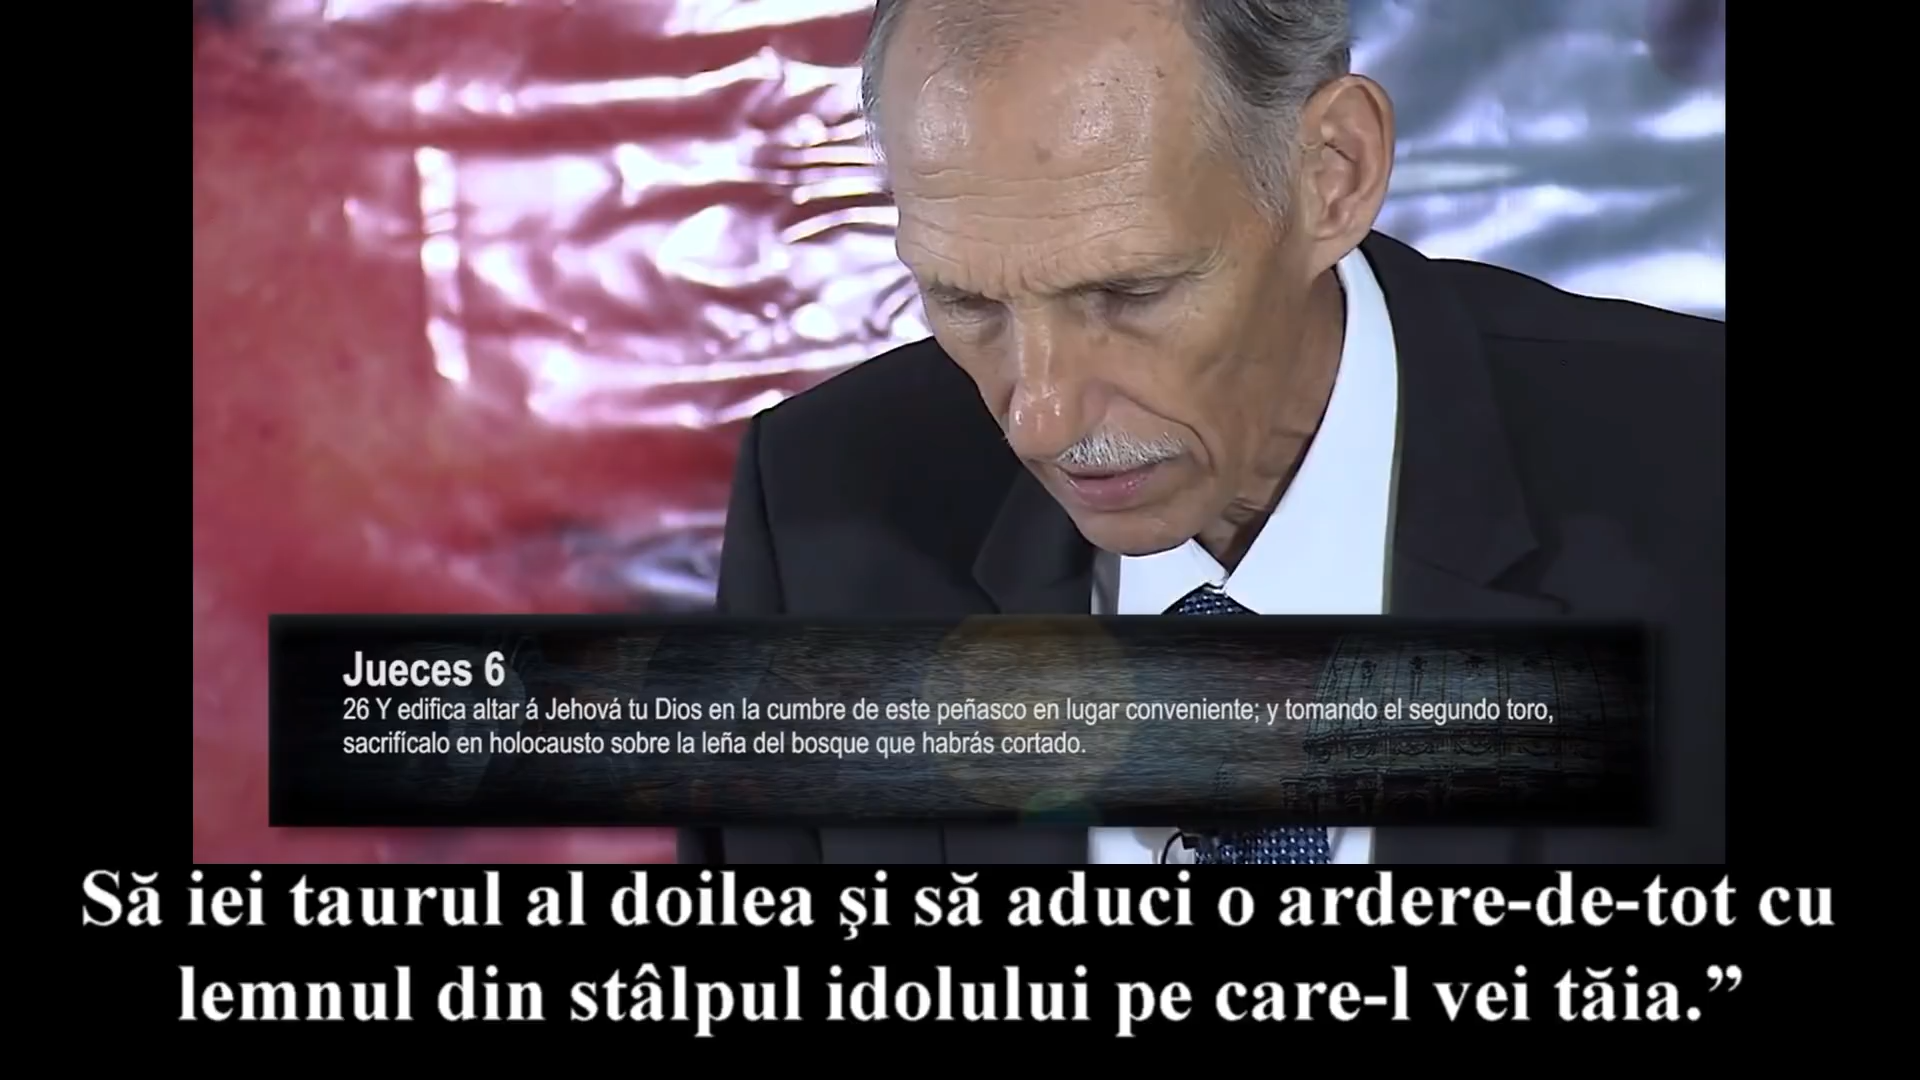 Jueces 6
26 Y edifica altar á Jehová tu Dios en la cumbre de este peñasco en lugar conveniente; y tomando el segundo toro,
sacrifícalo en holocausto sobre la leña del bosque que habrás cortado.
Să iei taurul al doilea şi să aduci o ardere-de-tot cu
lemnul din stâlpul idolului pe care-l vei tăia.”